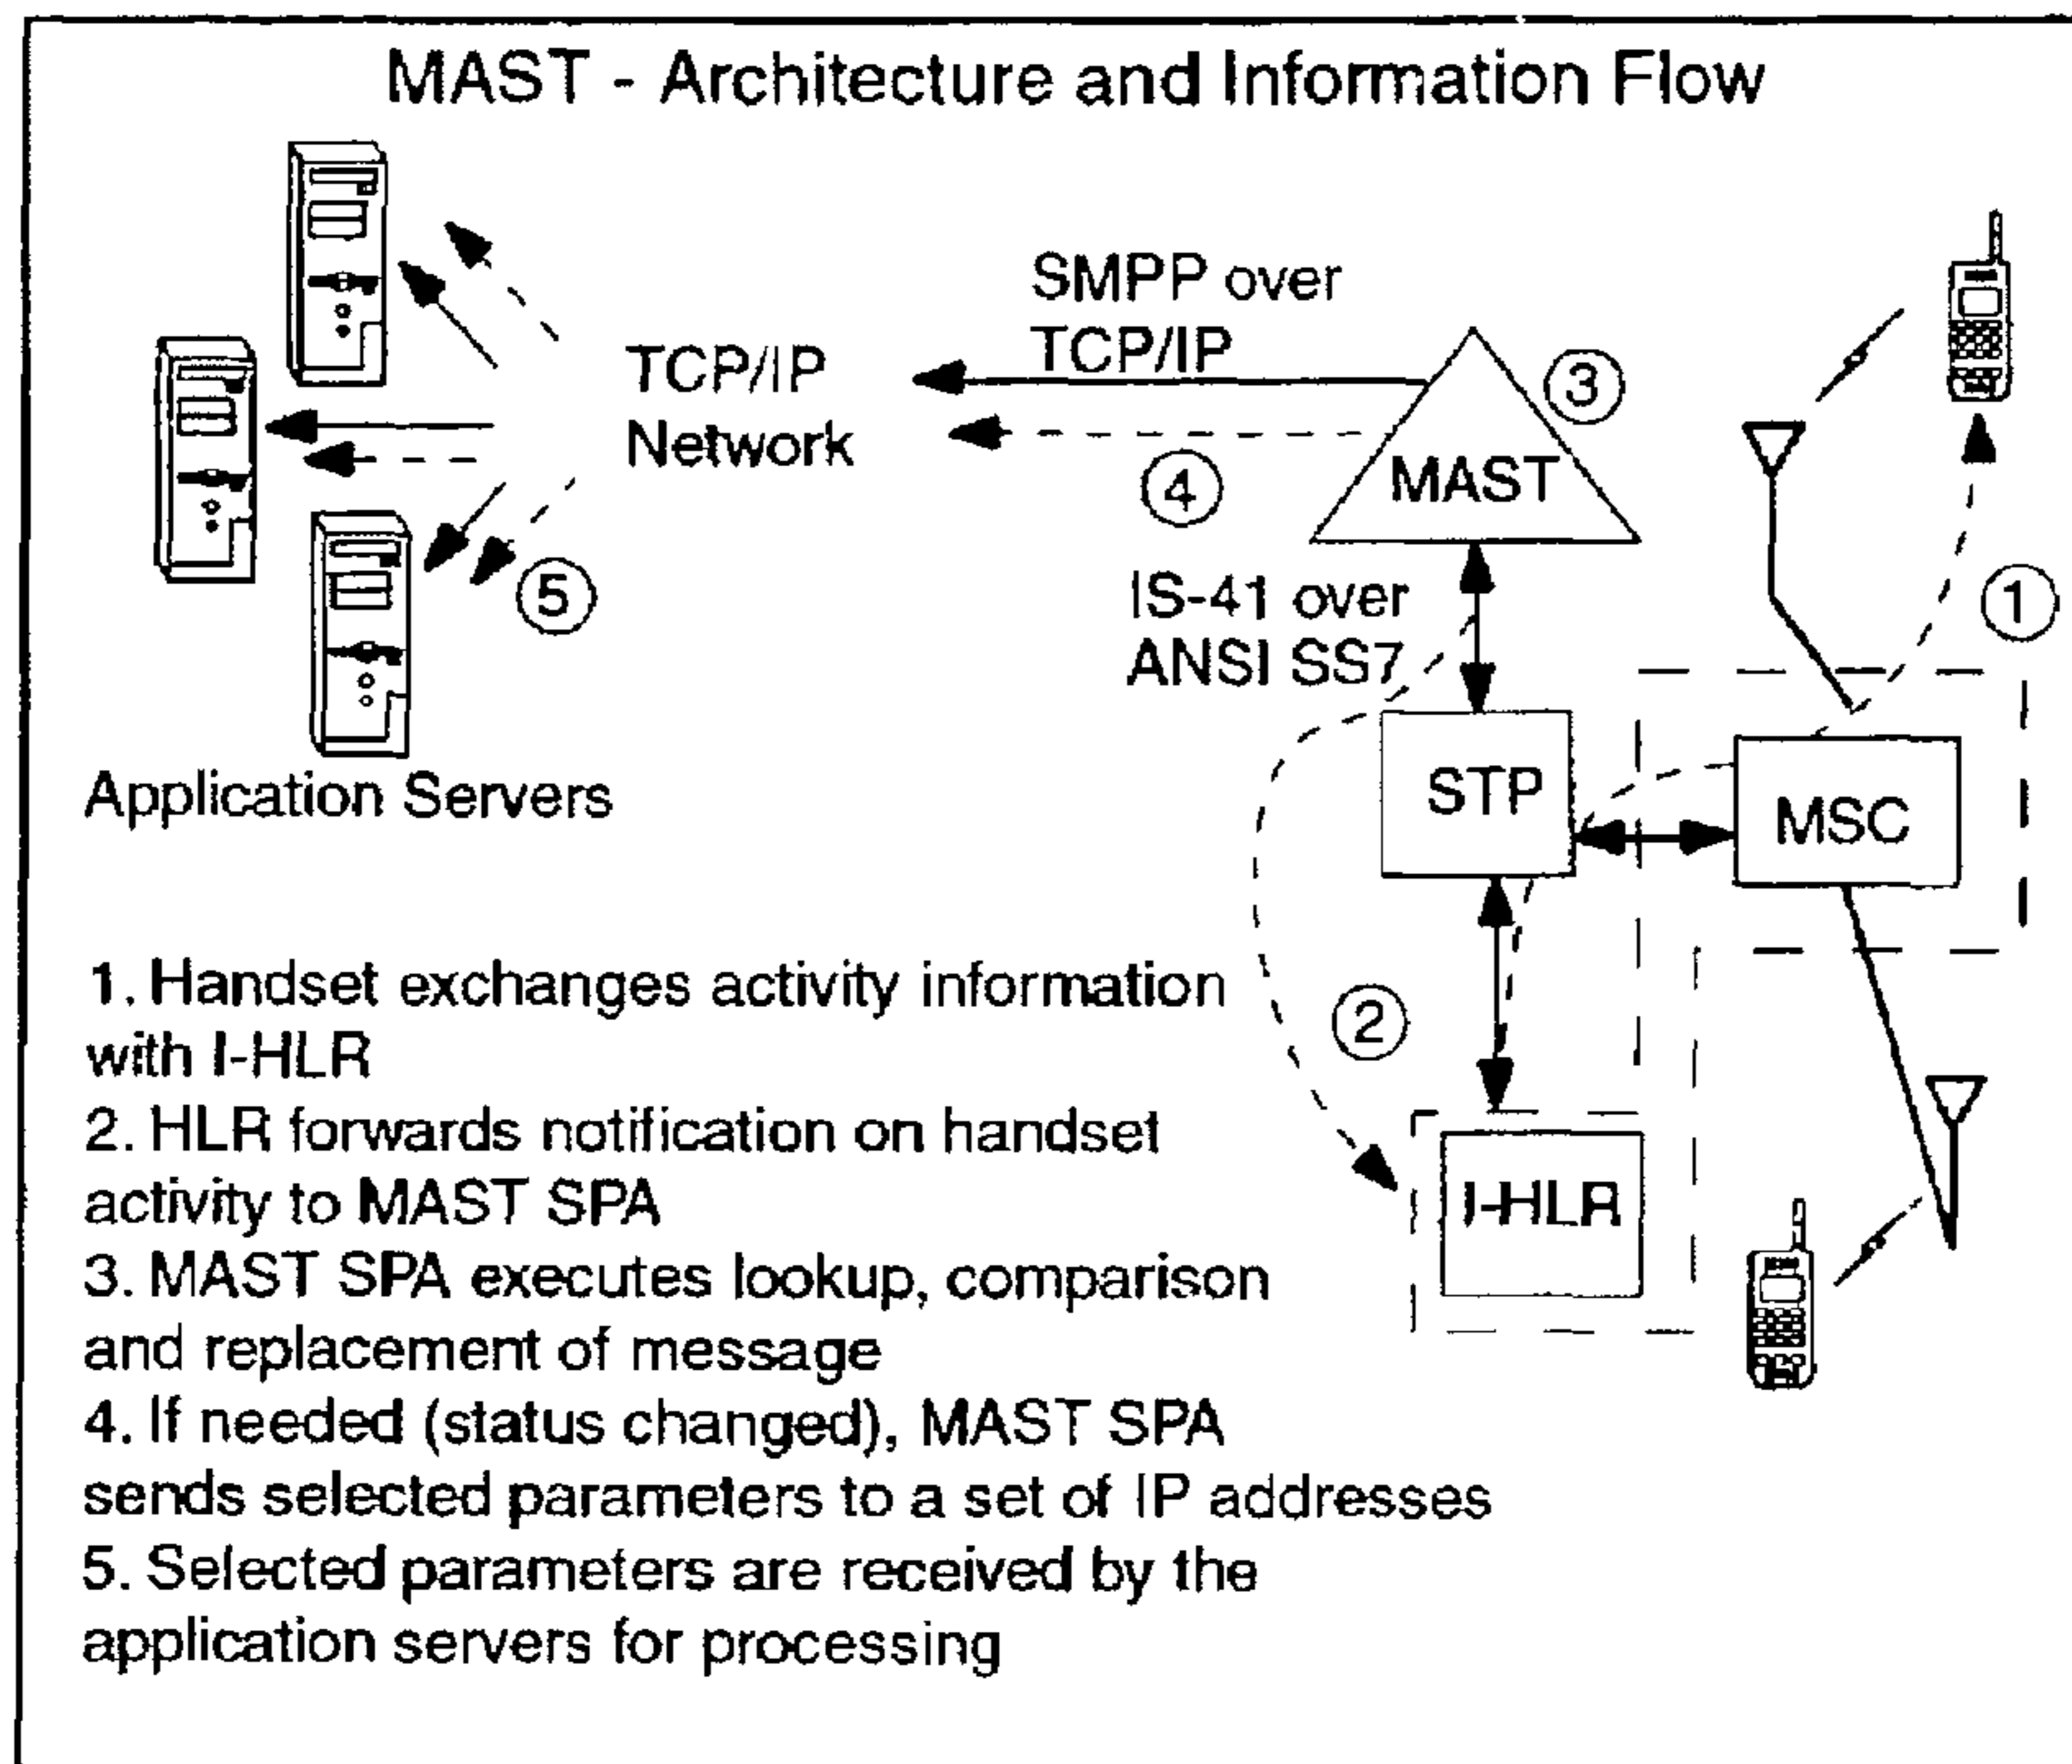 MAST - Architecture and Information Flow
SMPP over
TCP/IP
TCP/IP
Network
3
MAST
4
5
IS-41 over
ANSI SS7
1
STP
MSC
Application Servers
2
I-HLR
1. Handset exchanges activity information
with I-HLR
2. HLR forwards notification on handset
activity to MAST SPA
3. MAST SPA executes lookup, comparison
and replacement of message
4. If needed (status changed), MAST SPA
sends selected parameters to a set of IP addresses
5. Selected parameters are received by the
application servers for processing